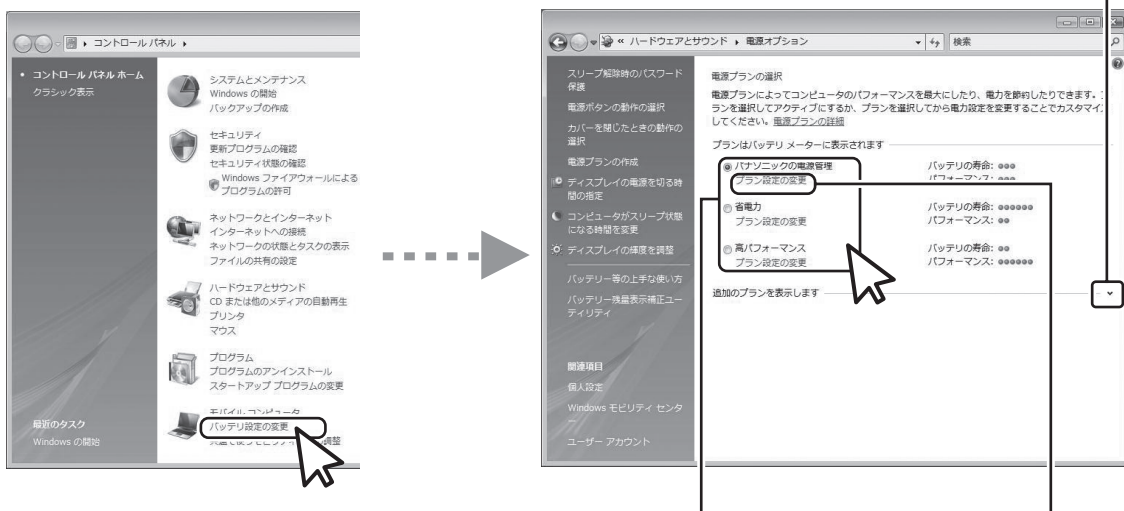 コントロール パネル
コントロール パネル ホーム
クラシック表示
最近のタスク
Windows の開始
システムとメンテナンス
Windows の開始
バックアップの作成
セキュリティ
更新プログラムの確認
セキュリティ状態の確認
Windows ファイアウォールによる
プログラムの許可
ネットワークとインターネット
インターネットへの接続
ネットワークの状態とタスクの表示
ファイルの共有の設定
ハードウェアとサウンド
CD または他のメディアの自動再生
プリンタ
マウス
プログラム
プログラムのアンインストール
スタートアップ プログラムの変更
モバイル コンピュータ
バッテリ設定の変更
調整
« ハードウェアとサウンド ▸ 電源オプション
検索
スリープ解除時のパスワード
保護
電源ボタンの動作の選択
カバーを閉じたときの動作の
選択
電源プランの作成
ディスプレイの電源を切る時
間の指定
コンピュータがスリープ状態
になる時間を変更
ディスプレイの輝度を調整
バッテリー等の上手な使い方
バッテリー残量表示補正ユー
ティリティ
関連項目
個人設定
Windows モビリティ センタ
ー
ユーザー アカウント
電源プランの選択
電源プランによってコンピュータのパフォーマンスを最大にしたり、電力を節約したりできます。
ランを選択してアクティブにするか、プランを選択してから電力設定を変更することでカスタマイ
してください。電源プランの詳細
プランはバッテリ メーターに表示されます
パナソニックの電源管理 バッテリの寿命:
プラン設定の変更 パフォーマンス:
省電力 バッテリの寿命:
プラン設定の変更 パフォーマンス:
高パフォーマンス バッテリの寿命:
プラン設定の変更 パフォーマンス:
追加のプランを表示します